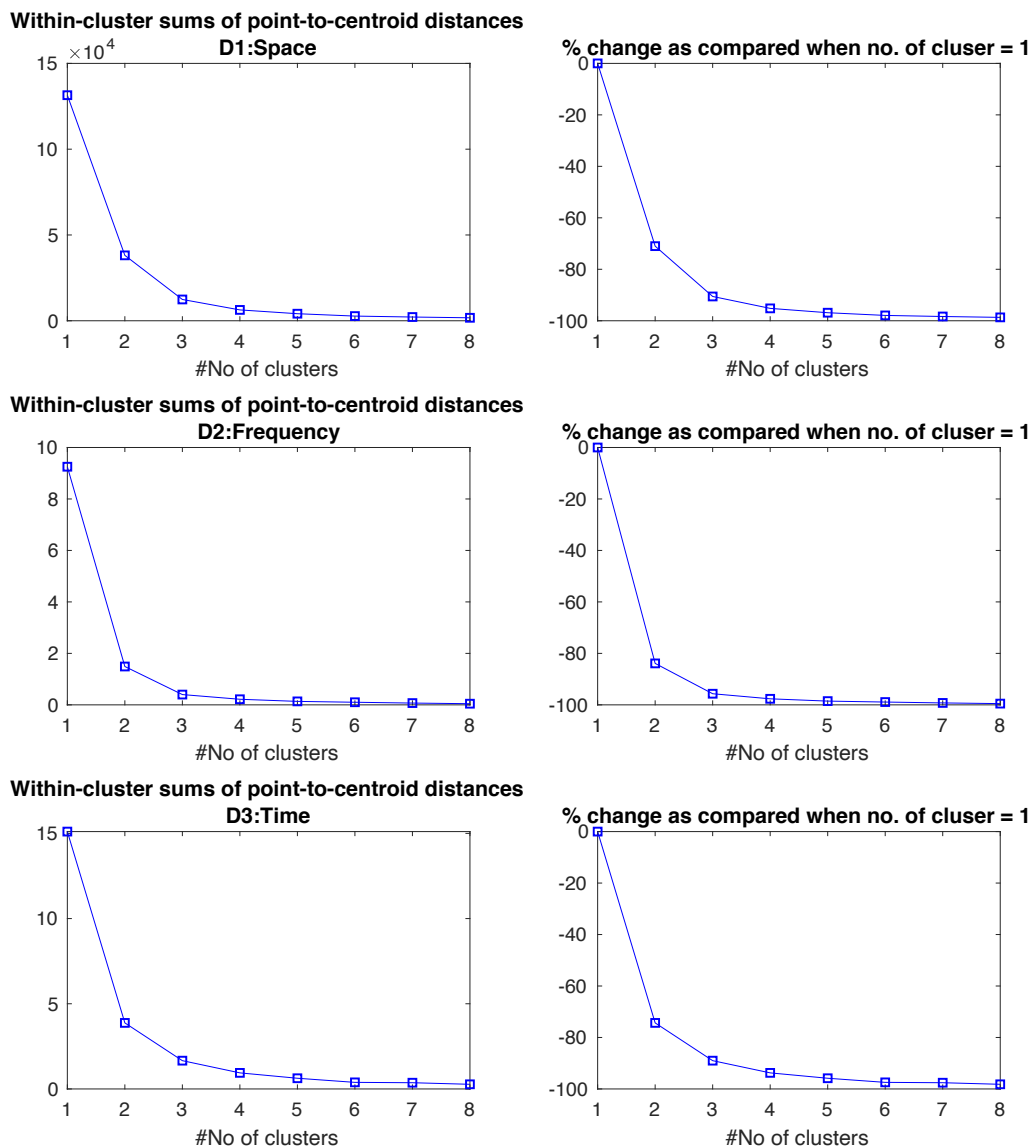 Within-cluster sums of point-to-centroid distances
D1:Space
×10^4
15
10
5
0
1 2 3 4 5 6 7 8
#No of clusters
% change as compared when no. of cluser = 1
0
-20
-40
-60
-80
-100
1 2 3 4 5 6 7 8
#No of clusters
Within-cluster sums of point-to-centroid distances
D2:Frequency
10
8
6
4
2
0
1 2 3 4 5 6 7 8
#No of clusters
% change as compared when no. of cluser = 1
0
-20
-40
-60
-80
-100
1 2 3 4 5 6 7 8
#No of clusters
Within-cluster sums of point-to-centroid distances
D3:Time
15
10
5
0
1 2 3 4 5 6 7 8
#No of clusters
% change as compared when no. of cluser = 1
0
-20
-40
-60
-80
-100
1 2 3 4 5 6 7 8
#No of clusters